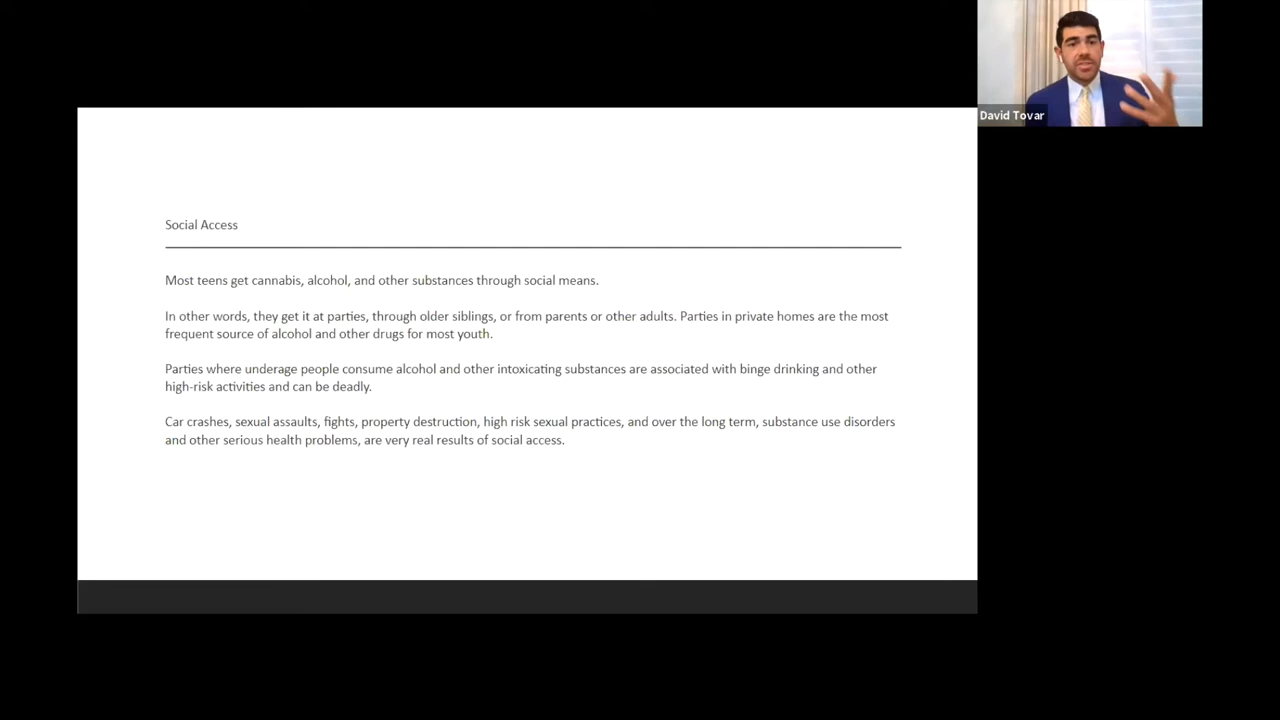 David Tovar
Social Access
Most teens get cannabis, alcohol, and other substances through social means.
In other words, they get it at parties, through older siblings, or from parents or other adults. Parties in private homes are the most
frequent source of alcohol and other drugs for most youth.
Parties where underage people consume alcohol and other intoxicating substances are associated with binge drinking and other
high-risk activities and can be deadly.
Car crashes, sexual assaults, fights, property destruction, high risk sexual practices, and over the long term, substance use disorders
and other serious health problems, are very real results of social access.